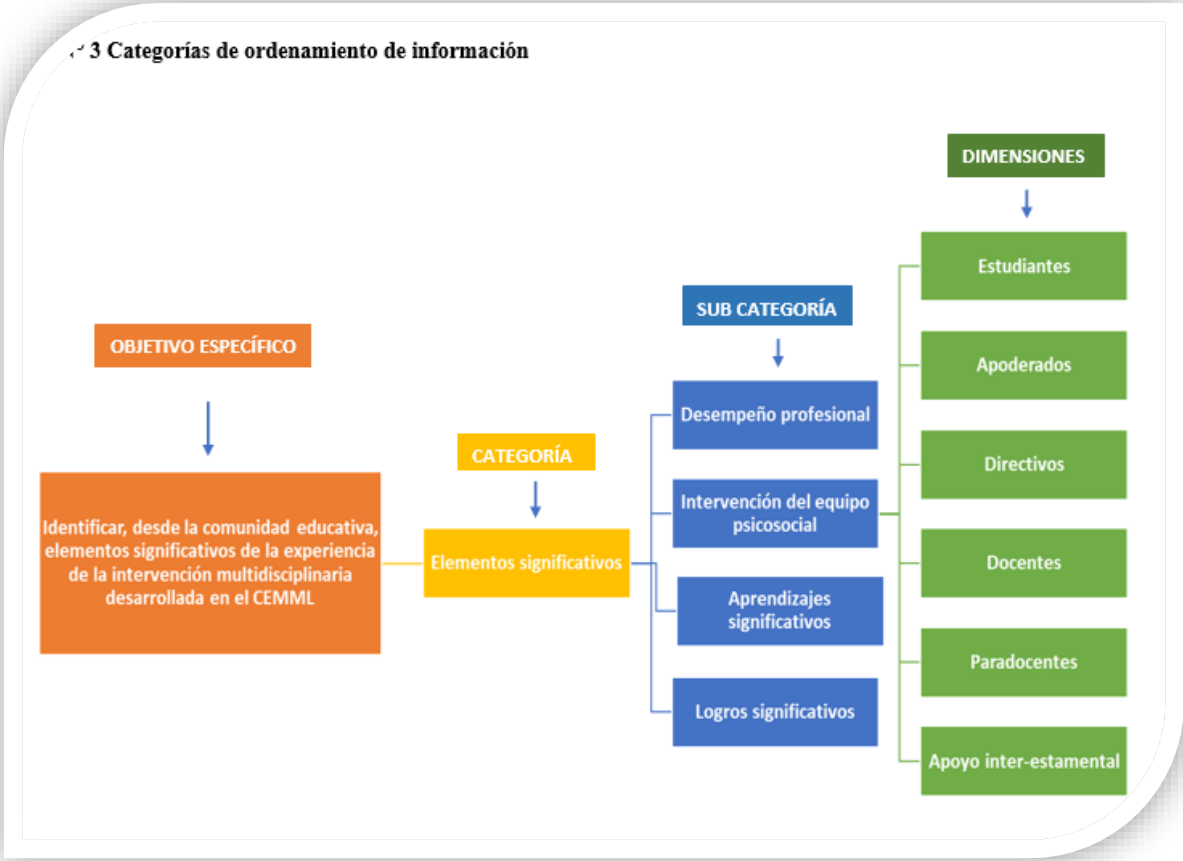 3 Categorías de ordenamiento de información
DIMENSIONES
Estudiantes
SUB CATEGORÍA
OBJETIVO ESPECÍFICO
Apoderados
Desempeño profesional
CATEGORÍA
Directivos
Intervención del equipo
psicosocial
Identificar, desde la comunidad educativa,
elementos significativos de la experiencia
de la intervención multidisciplinaria
desarrollada en el CEMML
Elementos significativos
Docentes
Aprendizajes
significativos
Paradocentes
Logros significativos
Apoyo inter-estamental